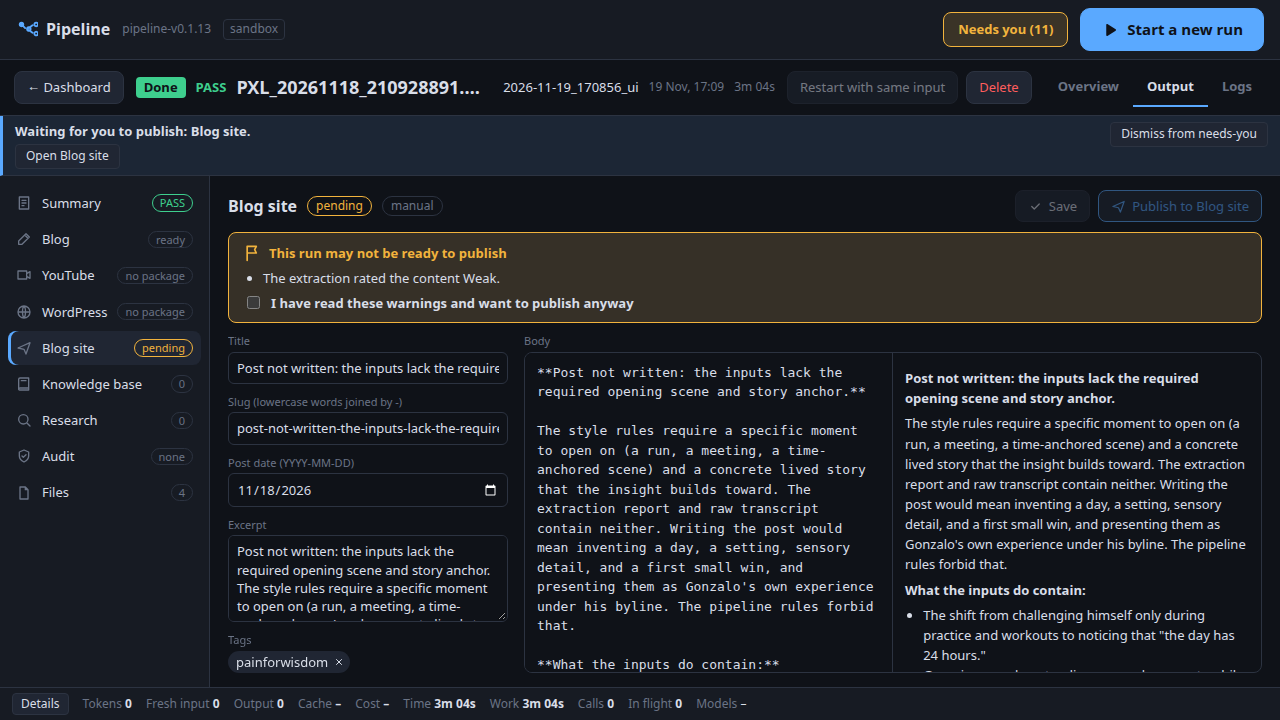 Pipeline pipeline-v0.1.13 sandbox Needs you (11) Start a new run
← Dashboard Done PASS PXL_20261118_210928891.... 2026-11-19_170856_ui 19 Nov, 17:09 3m 04s Restart with same input Delete Overview Output Logs
Waiting for you to publish: Blog site. Dismiss from needs-you
Open Blog site
Summary PASS
Blog ready
YouTube no package
WordPress no package
Blog site pending
Knowledge base 0
Research 0
Audit none
Files 4
Blog site pending manual Save Publish to Blog site
This run may not be ready to publish
• The extraction rated the content Weak.
I have read these warnings and want to publish anyway
Title
Post not written: the inputs lack the require
Slug (lowercase words joined by -)
post-not-written-the-inputs-lack-the-require
Post date (YYYY-MM-DD)
11/18/2026
Excerpt
Post not written: the inputs lack the
required opening scene and story anchor.
The style rules require a specific moment
to open on (a run, a meeting, a time-
Tags
painforwisdom ×
Body
**Post not written: the inputs lack the
required opening scene and story anchor.**
The style rules require a specific moment
to open on (a run, a meeting, a time-
anchored scene) and a concrete lived story
that the insight builds toward. The
extraction report and raw transcript
contain neither. Writing the post would
mean inventing a day, a setting, sensory
detail, and a first small win, and
presenting them as Gonzalo's own experience
under his byline. The pipeline rules forbid
that.
**What the inputs do contain:**
Post not written: the inputs lack the required
opening scene and story anchor.
The style rules require a specific moment to open on (a
run, a meeting, a time-anchored scene) and a concrete
lived story that the insight builds toward. The extraction
report and raw transcript contain neither. Writing the
post would mean inventing a day, a setting, sensory
detail, and a first small win, and presenting them as
Gonzalo's own experience under his byline. The pipeline
rules forbid that.
What the inputs do contain:
• The shift from challenging himself only during
practice and workouts to noticing that "the day has
24 hours."
Details Tokens 0 Fresh input 0 Output 0 Cache – Cost – Time 3m 04s Work 3m 04s Calls 0 In flight 0 Models –